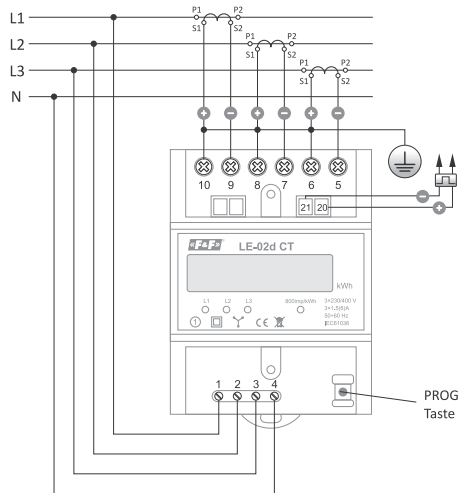 P1 P2
L1
S1 S2
P1 P2
L2
S1 S2
P1 P2
L3
S1 S2
N
+ − + − + −
10 9 8 7 6 5
21 20
−
+
F&F
LE-02d CT
kWh
L1 L2 L3 800imp/kWh
3×230/400 V
3×1,5(6)A
50÷60 Hz
IEC61036
1
CE
1 2 3 4
PROG
Taste